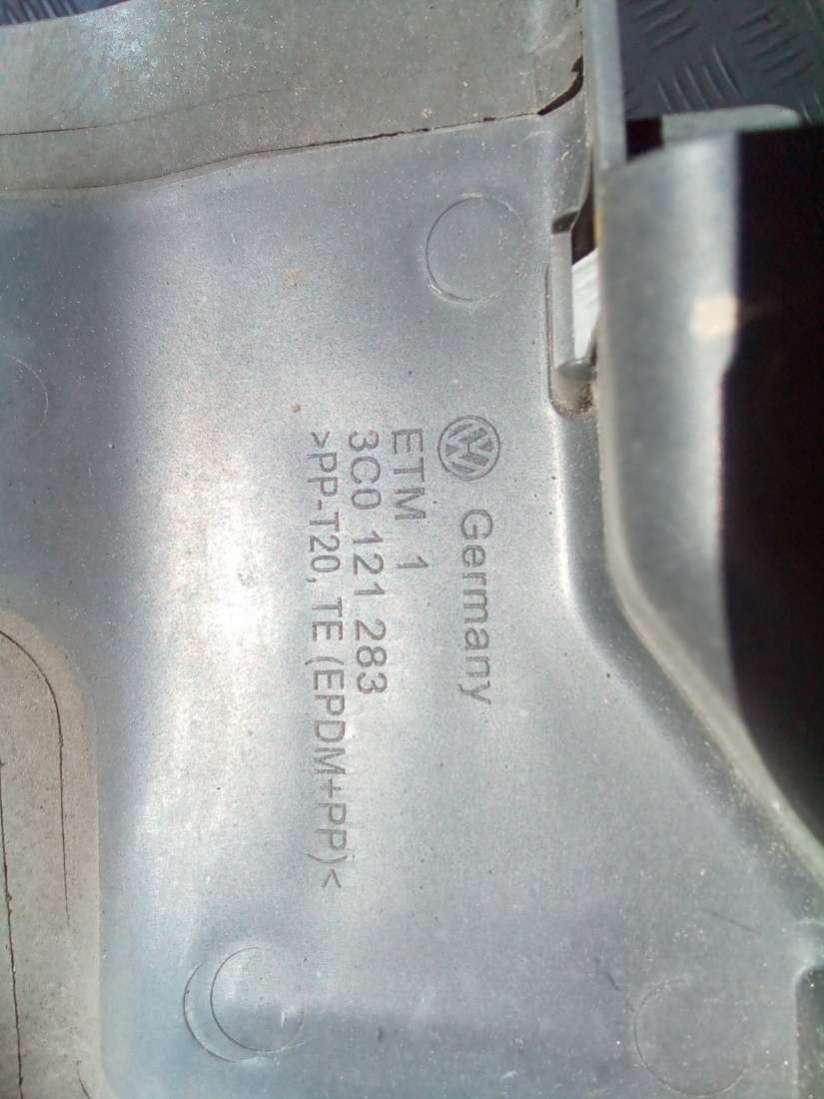 Germany
ETM 1
3C0 121 283
>PP-T20, TE (EPDM+PP)<